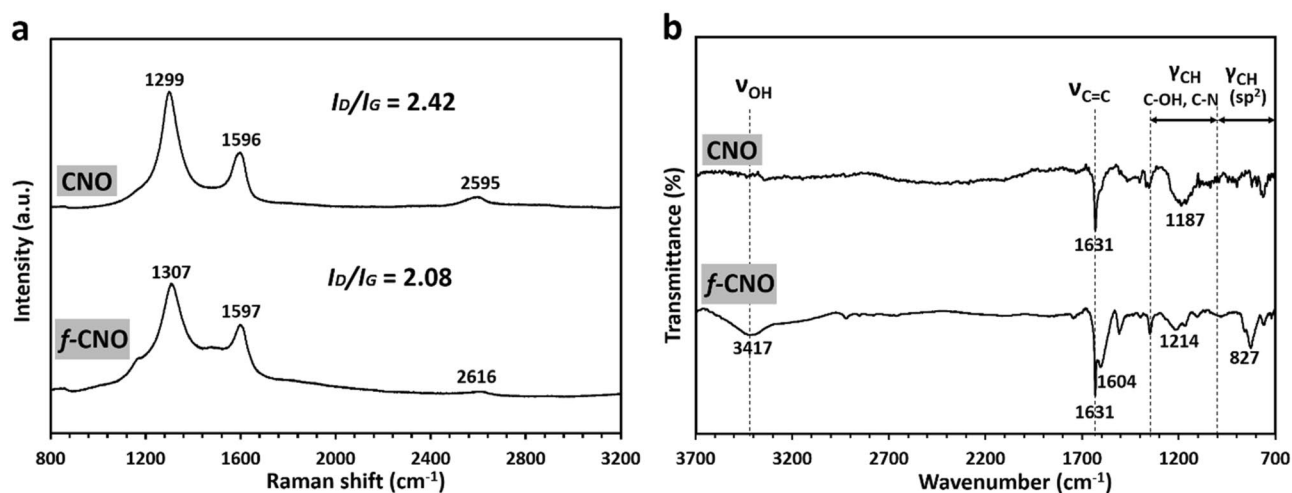 a
1299
I_D/I_G = 2.42
1596
CNO
2595
1307
I_D/I_G = 2.08
1597
f-CNO
2616
Intensity (a.u.)
800 1200 1600 2000 2400 2800 3200
Raman shift (cm⁻¹)
b
ν_OH
ν_C=C
γ_CH
C-OH, C-N
γ_CH
(sp²)
CNO
1187
1631
f-CNO
3417
1214
827
1604
1631
Transmittance (%)
3700 3200 2700 2200 1700 1200 700
Wavenumber (cm⁻¹)